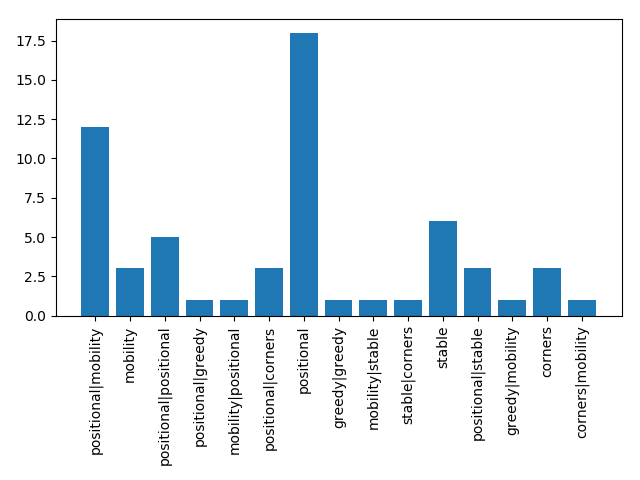 17.5
15.0
12.5
10.0
7.5
5.0
2.5
0.0
positional|mobility
mobility
positional|positional
positional|greedy
mobility|positional
positional|corners
positional
greedy|greedy
mobility|stable
stable|corners
stable
positional|stable
greedy|mobility
corners
corners|mobility